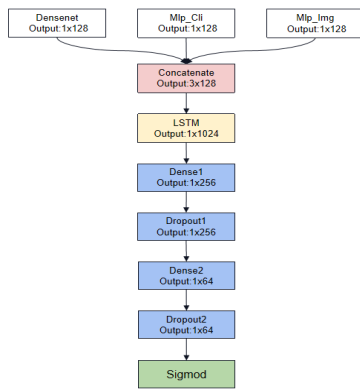 Densenet
Output:1x128
Mlp_Cli
Output:1x128
Mlp_Img
Output:1x128
Concatenate
Output:3x128
LSTM
Output:1x1024
Dense1
Output:1x256
Dropout1
Output:1x256
Dense2
Output:1x64
Dropout2
Output:1x64
Sigmod